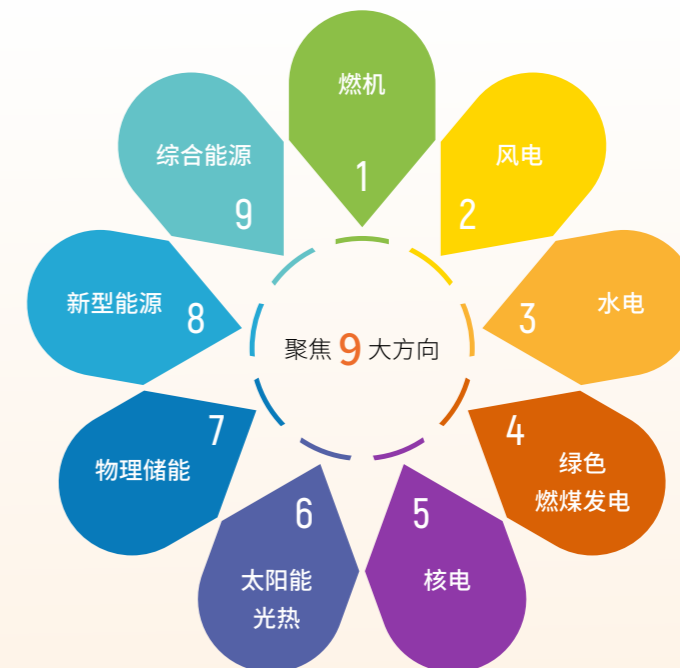 燃机
1
风电
2
水电
3
绿色
燃煤发电
4
核电
5
太阳能
光热
6
物理储能
7
新型能源
8
综合能源
9
聚焦9大方向